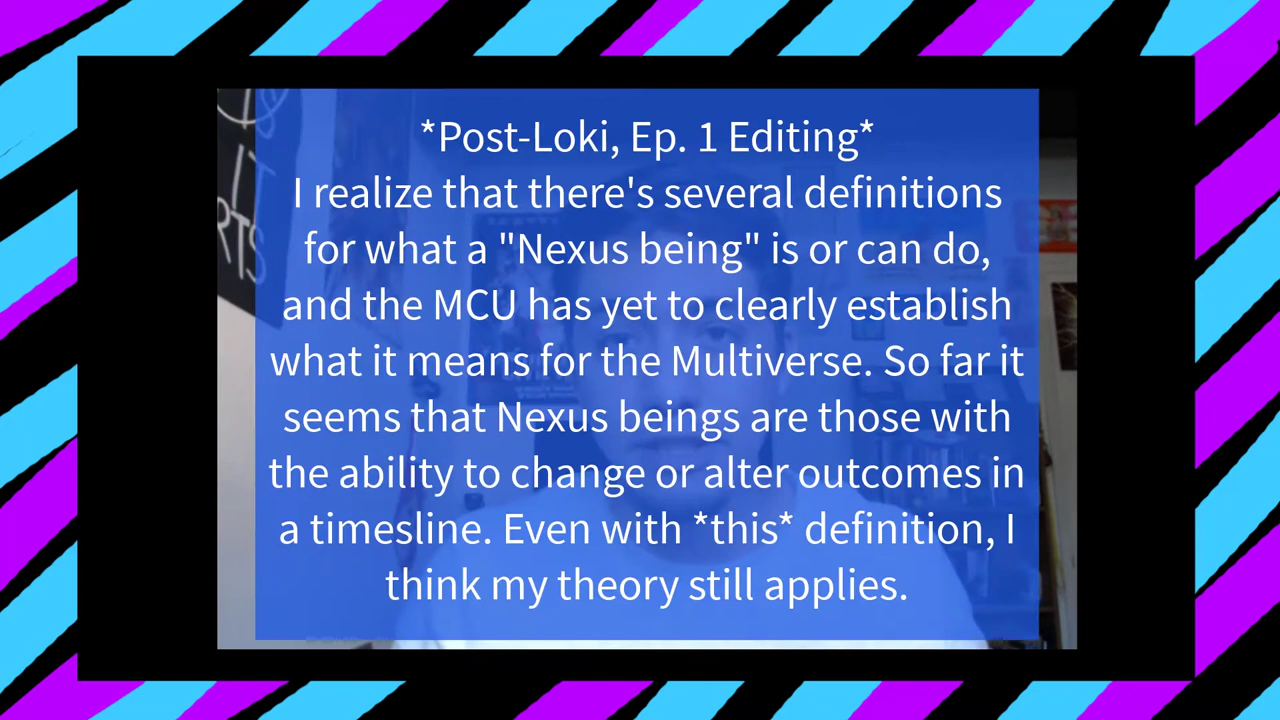 IT
RTS
*Post-Loki, Ep. 1 Editing*
I realize that there's several definitions
for what a "Nexus being" is or can do,
and the MCU has yet to clearly establish
what it means for the Multiverse. So far it
seems that Nexus beings are those with
the ability to change or alter outcomes in
a timesline. Even with *this* definition, I
think my theory still applies.